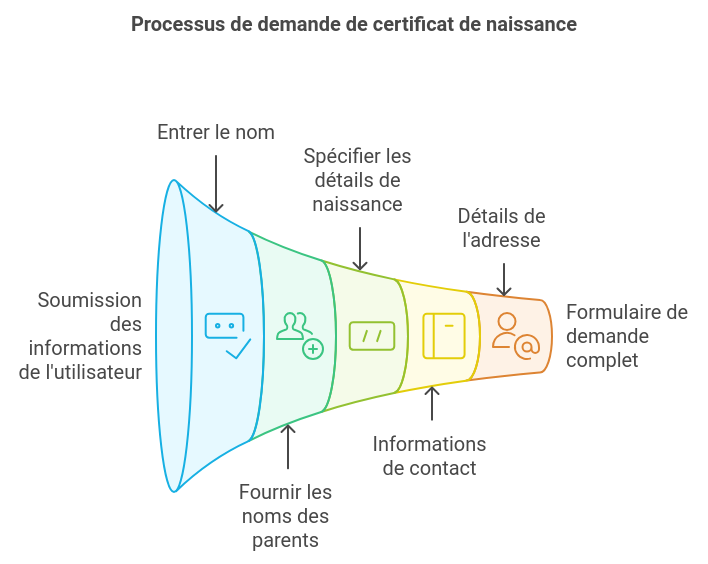 Processus de demande de certificat de naissance
Entrer le nom
Spécifier les
détails de
naissance
Détails de
l'adresse
Soumission
des
informations
de l'utilisateur
Formulaire de
demande
complet
Informations
de contact
Fournir les
noms des
parents